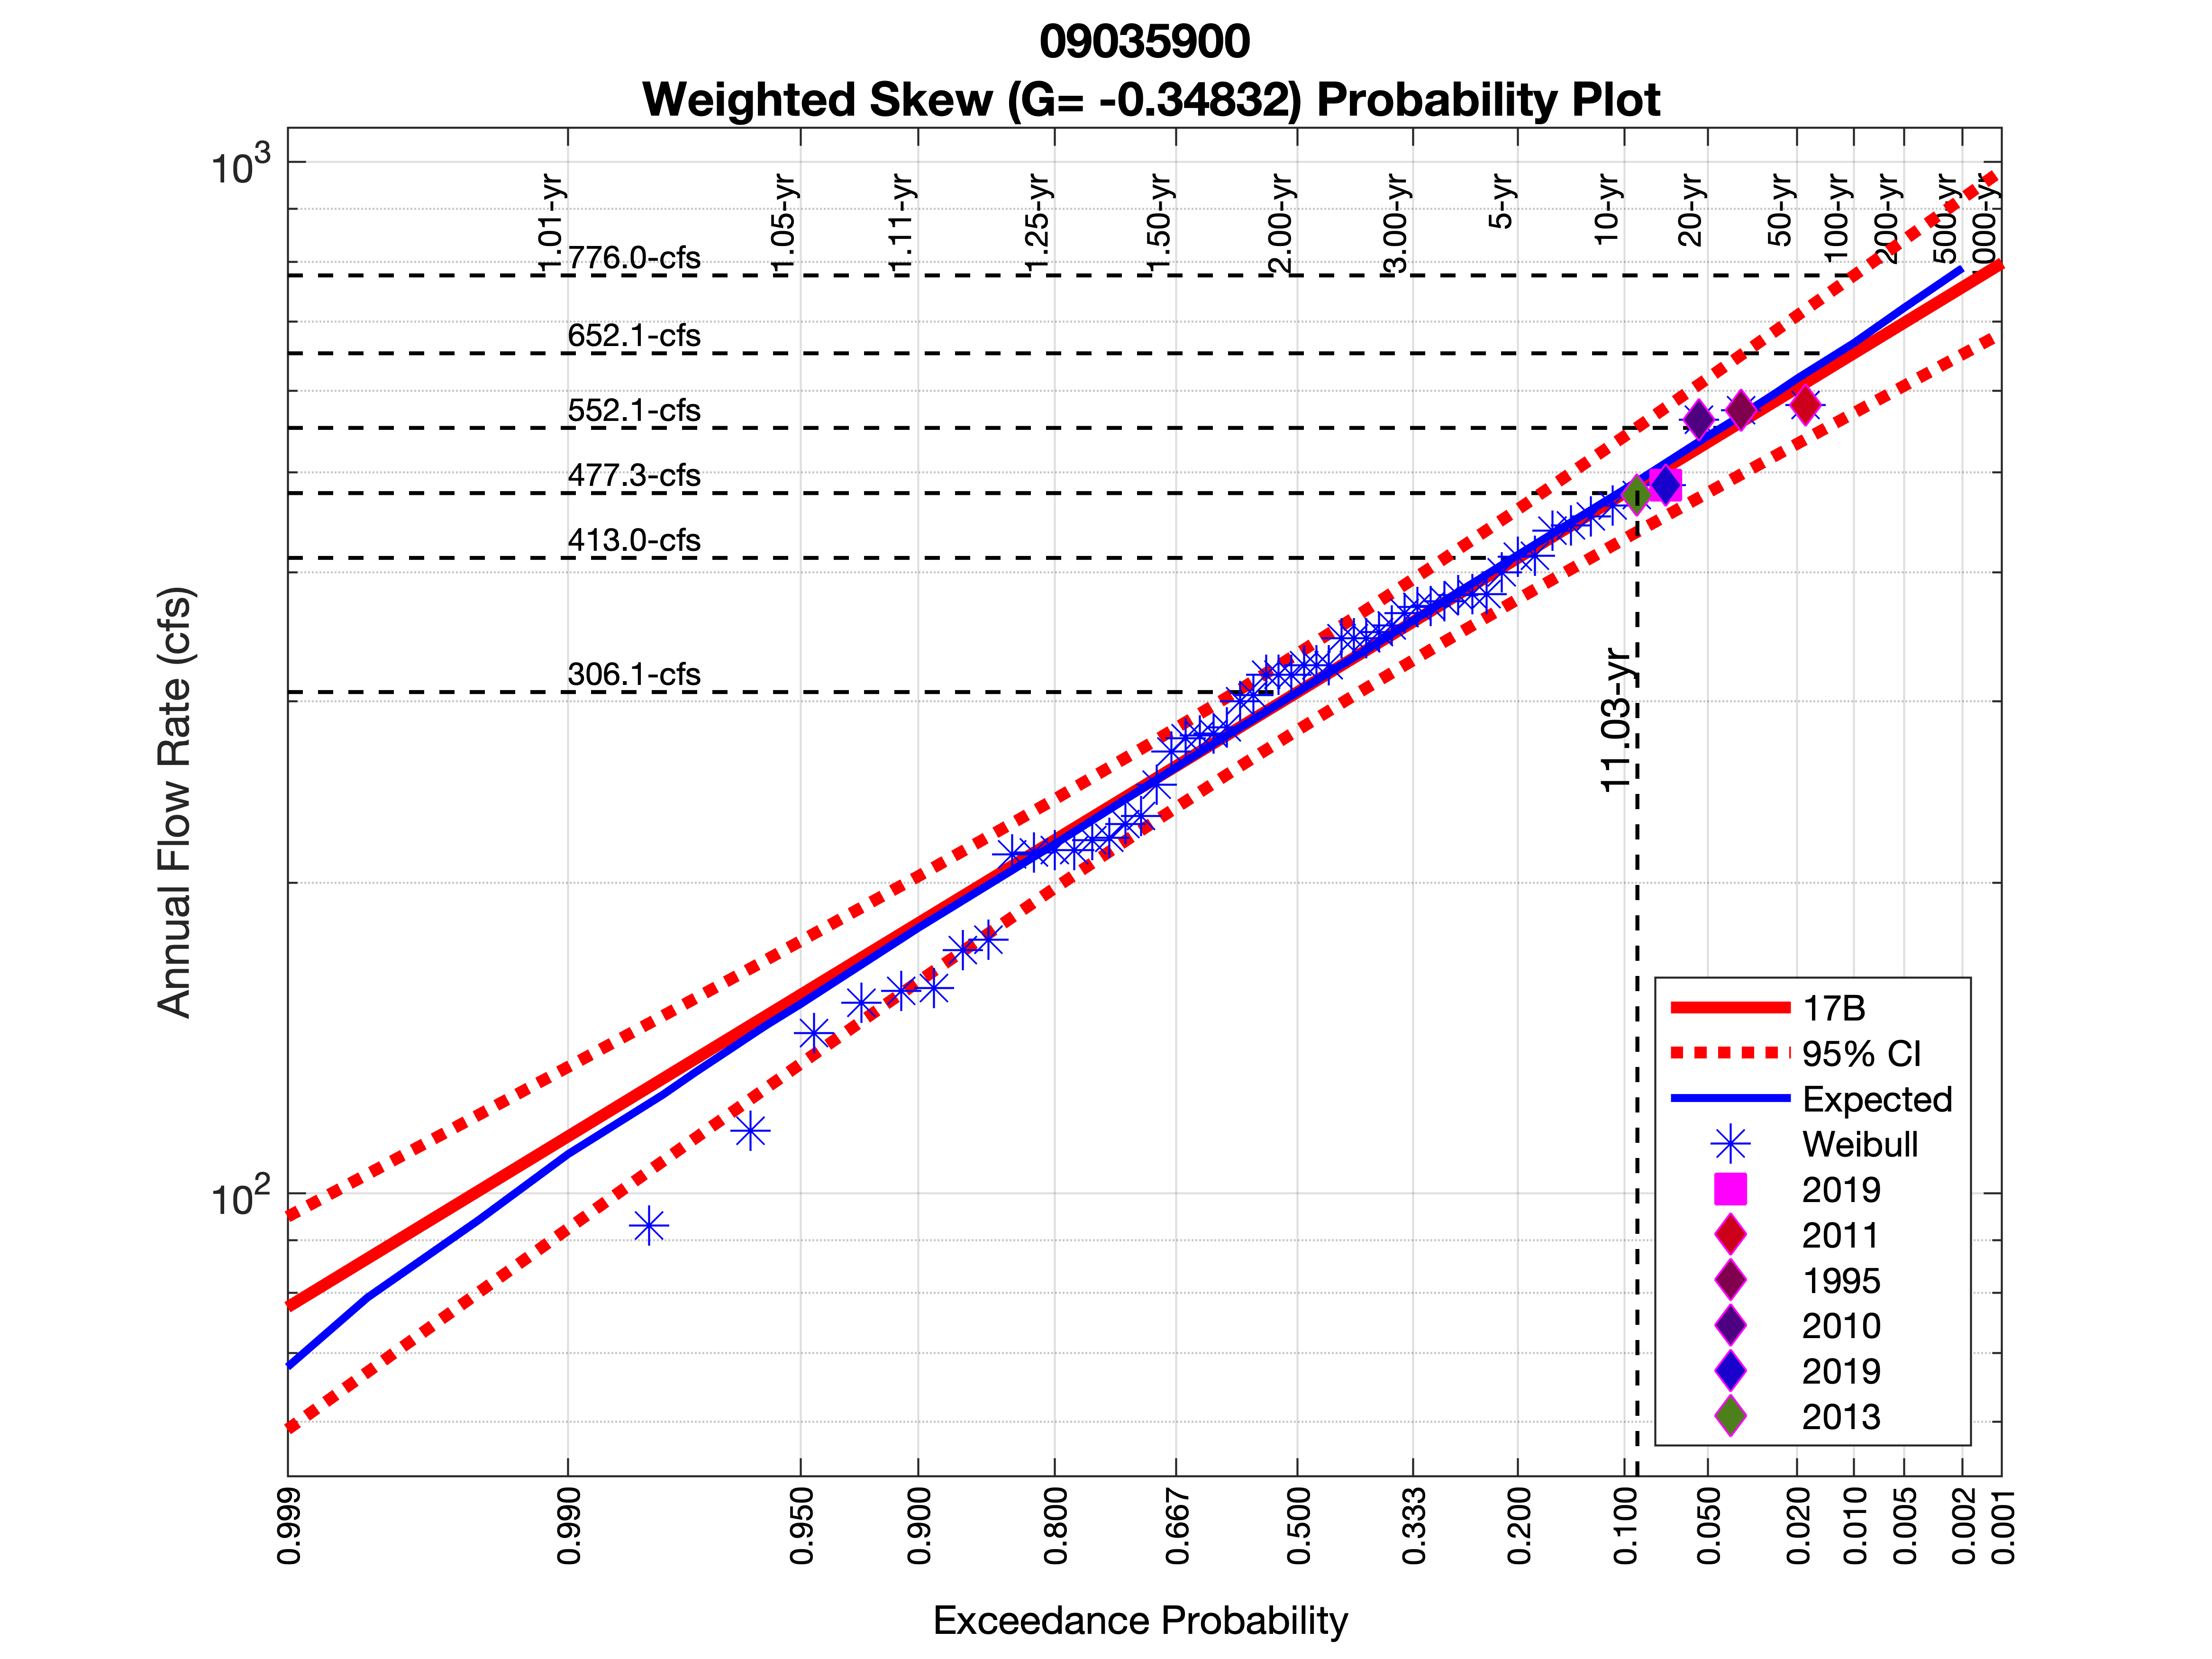 09035900
Weighted Skew (G= -0.34832) Probability Plot
10^3
10^2
Annual Flow Rate (cfs)
1.01-yr
1.05-yr
1.11-yr
1.25-yr
1.50-yr
2.00-yr
3.00-yr
5-yr
10-yr
20-yr
50-yr
100-yr
200-yr
500-yr
776.0-cfs
652.1-cfs
552.1-cfs
477.3-cfs
413.0-cfs
306.1-cfs
11.03-yr
17B
95% CI
Expected
Weibull
2019
2011
1995
2010
2019
2013
0.999
0.990
0.950
0.900
0.800
0.667
0.500
0.333
0.200
0.100
0.050
0.020
0.010
0.005
0.002
0.001
Exceedance Probability